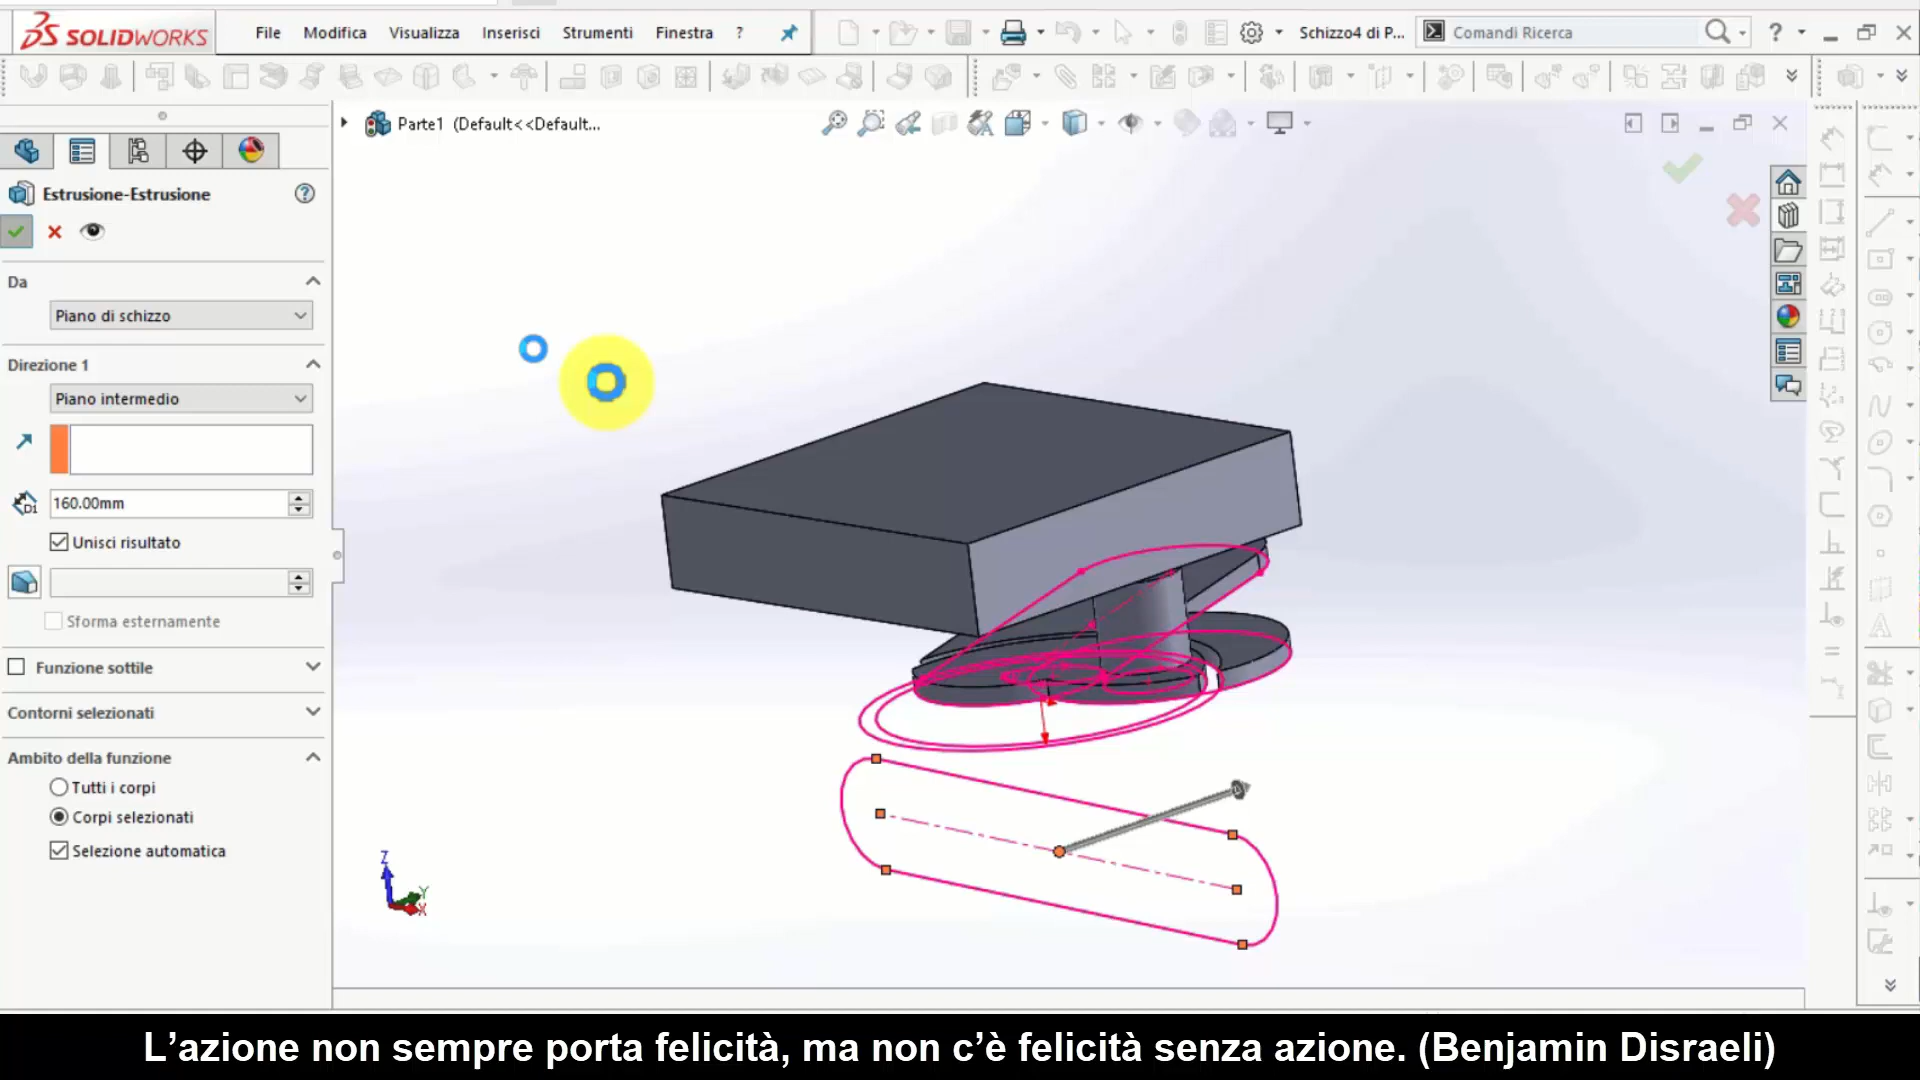 SOLIDWORKS
File Modifica Visualizza Inserisci Strumenti Finestra ?
Schizzo4 di P...
Comandi Ricerca
?
Parte1 (Default<<Default...
Estrusione-Estrusione
Da
Piano di schizzo
Direzione 1
Piano intermedio
D1
160.00mm
Unisci risultato
Sforma esternamente
Funzione sottile
Contorni selezionati
Ambito della funzione
Tutti i corpi
Corpi selezionati
Selezione automatica
Z
Y
X
L’azione non sempre porta felicità, ma non c’è felicità senza azione. (Benjamin Disraeli)